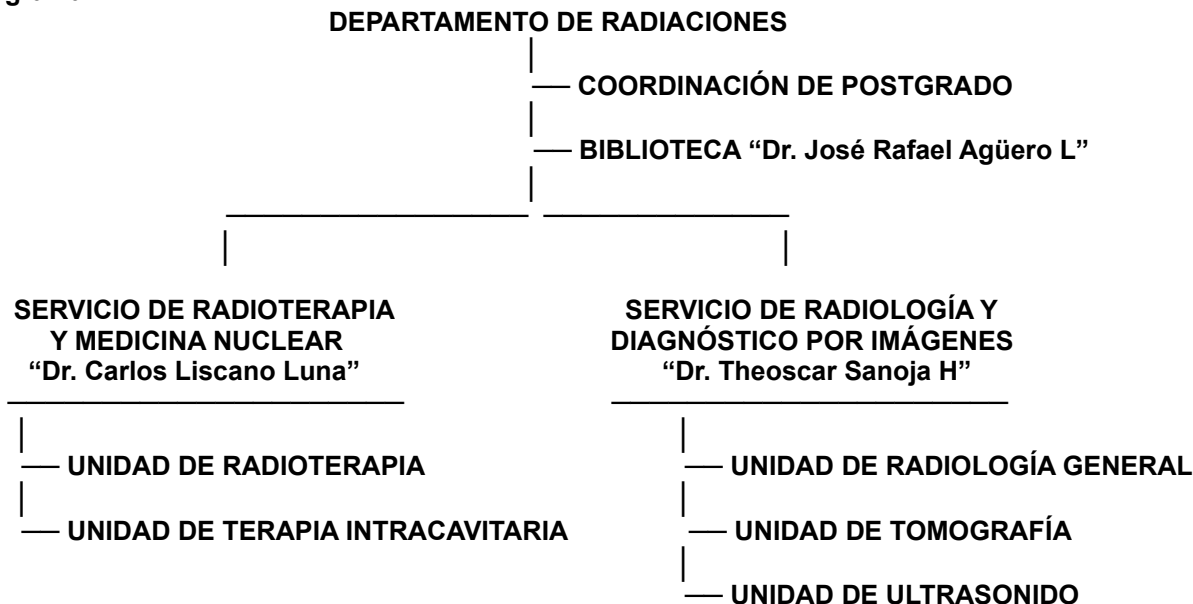 DEPARTAMENTO DE RADIACIONES
COORDINACIÓN DE POSTGRADO
BIBLIOTECA “Dr. José Rafael Agüero L”
SERVICIO DE RADIOTERAPIA
Y MEDICINA NUCLEAR
“Dr. Carlos Liscano Luna”
SERVICIO DE RADIOLOGÍA Y
DIAGNÓSTICO POR IMÁGENES
“Dr. Theoscar Sanoja H”
UNIDAD DE RADIOTERAPIA
UNIDAD DE TERAPIA INTRACAVITARIA
UNIDAD DE RADIOLOGÍA GENERAL
UNIDAD DE TOMOGRAFÍA
UNIDAD DE ULTRASONIDO